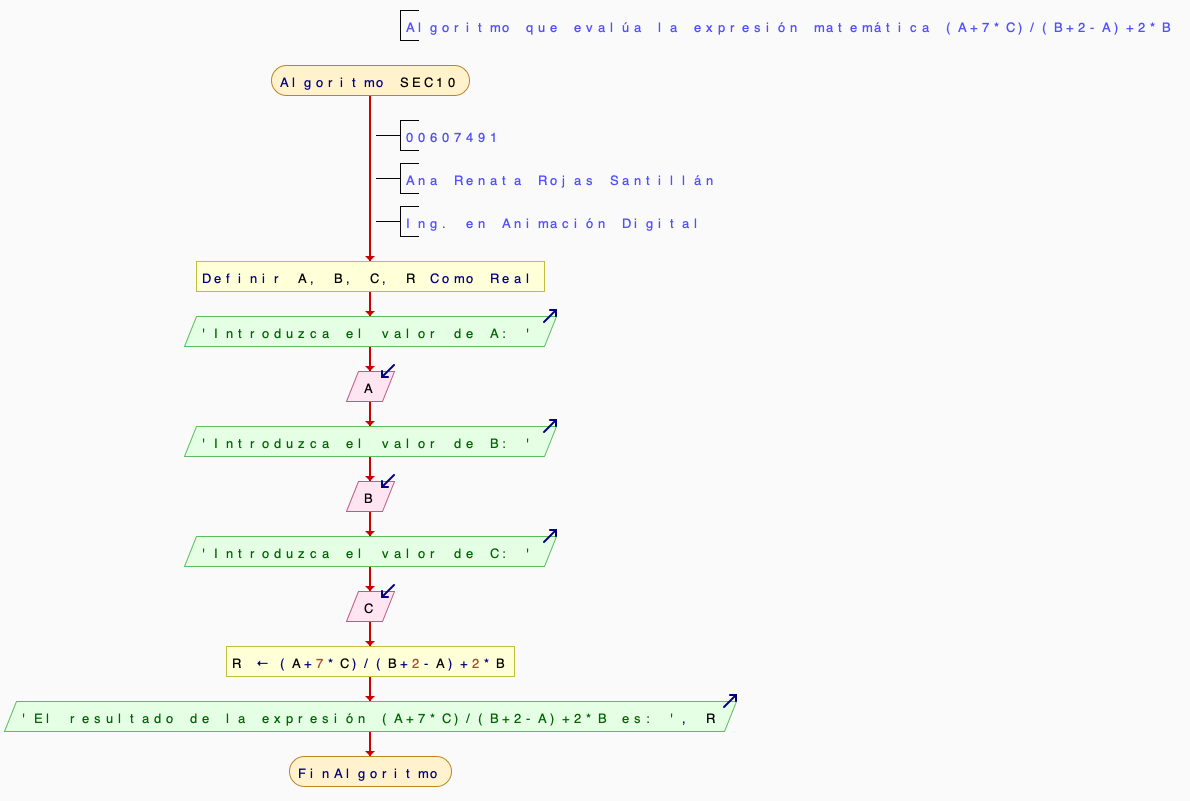 Algoritmo que evalúa la expresión matemática (A+7*C)/(B+2-A)+2*B
Algoritmo SEC10
00607491
Ana Renata Rojas Santillán
Ing. en Animación Digital
Definir A, B, C, R Como Real
'Introduzca el valor de A: '
A
'Introduzca el valor de B: '
B
'Introduzca el valor de C: '
C
R ← (A+7*C)/(B+2-A)+2*B
'El resultado de la expresión (A+7*C)/(B+2-A)+2*B es: ', R
FinAlgoritmo